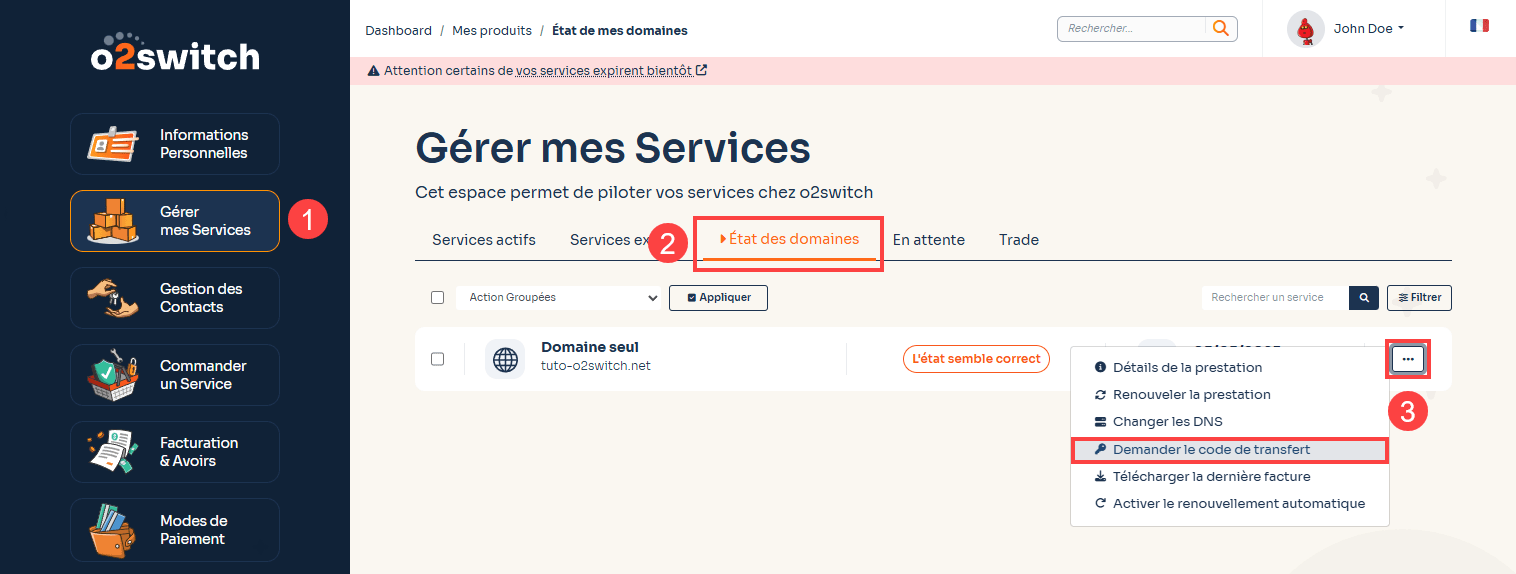 o2switch
Informations
Personnelles
Gérer
mes Services
1
Gestion des
Contacts
Commander
un Service
Facturation
& Avoirs
Modes de
Paiement
Dashboard / Mes produits / État de mes domaines
Rechercher...
John Doe
Attention certains de vos services expirent bientôt
Gérer mes Services
Cet espace permet de piloter vos services chez o2switch
Services actifs
Services ex
2
État des domaines
En attente
Trade
Action Groupées
Appliquer
Rechercher un service
Filtrer
Domaine seul
tuto-o2switch.net
L'état semble correct
...
3
Détails de la prestation
Renouveler la prestation
Changer les DNS
Demander le code de transfert
Télécharger la dernière facture
Activer le renouvellement automatique